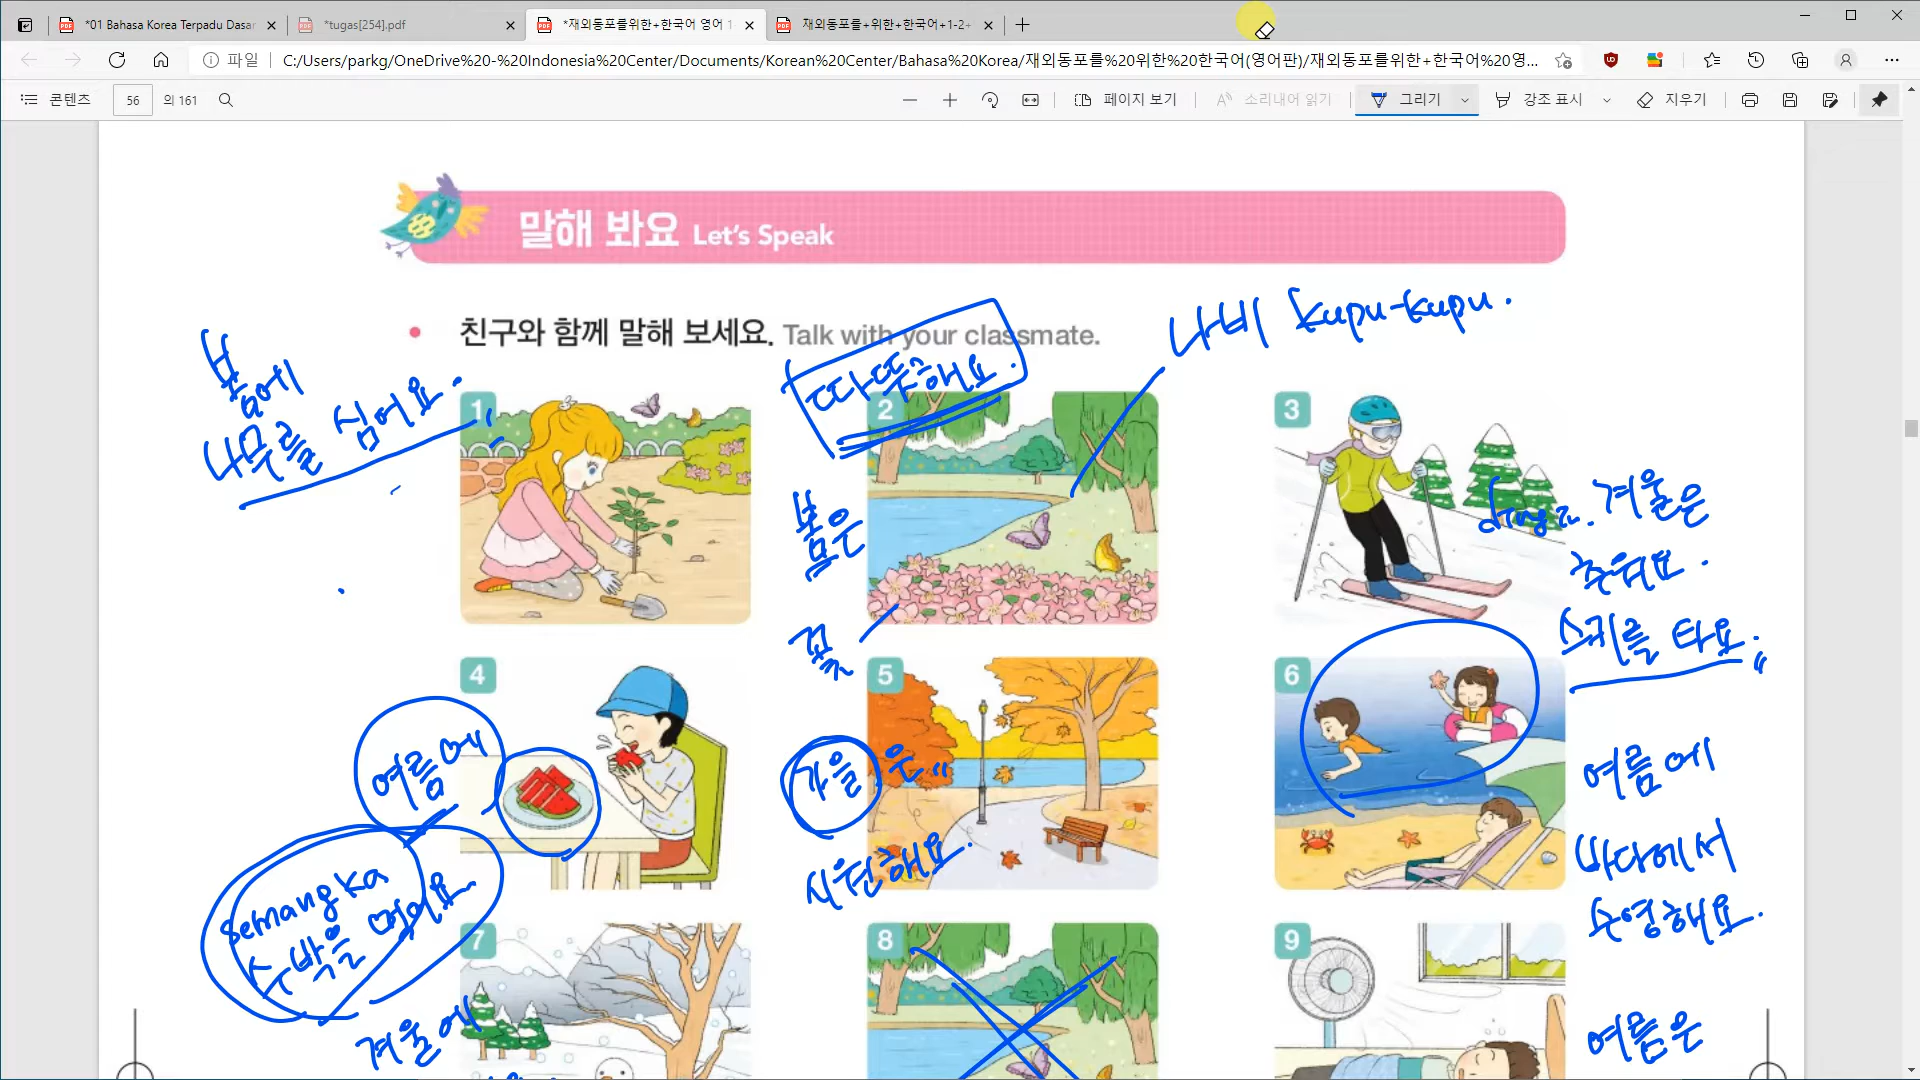 *01 Bahasa Korea Terpadu Dasar
*tugas[254].pdf
*재외동포를위한+한국어 영어 1
재외동포를+위한+한국어+1-2+
파일
C:/Users/parkg/OneDrive%20-%20Indonesia%20Center/Documents/Korean%20Center/Bahasa%20Korea/재외동포를%20위한%20한국어(영어판)/재외동포를위한+한국어%20영...
콘텐츠
56
의 161
페이지 보기
소리내어 읽기
그리기
강조 표시
지우기
말해 봐요 Let's Speak
• 친구와 함께 말해 보세요. Talk with your classmate.
나비 kupu-kupu.
봄에
나무를 심어요.
따뜻해요.
1
2
3
봄은
꽃
겨울은
추워요.
스키를 타요.
4
5
6
여름에
semangka
수박을 먹어요
가을은
시원해요.
여름에
바다에서
수영해요.
7
8
9
겨울에
여름은